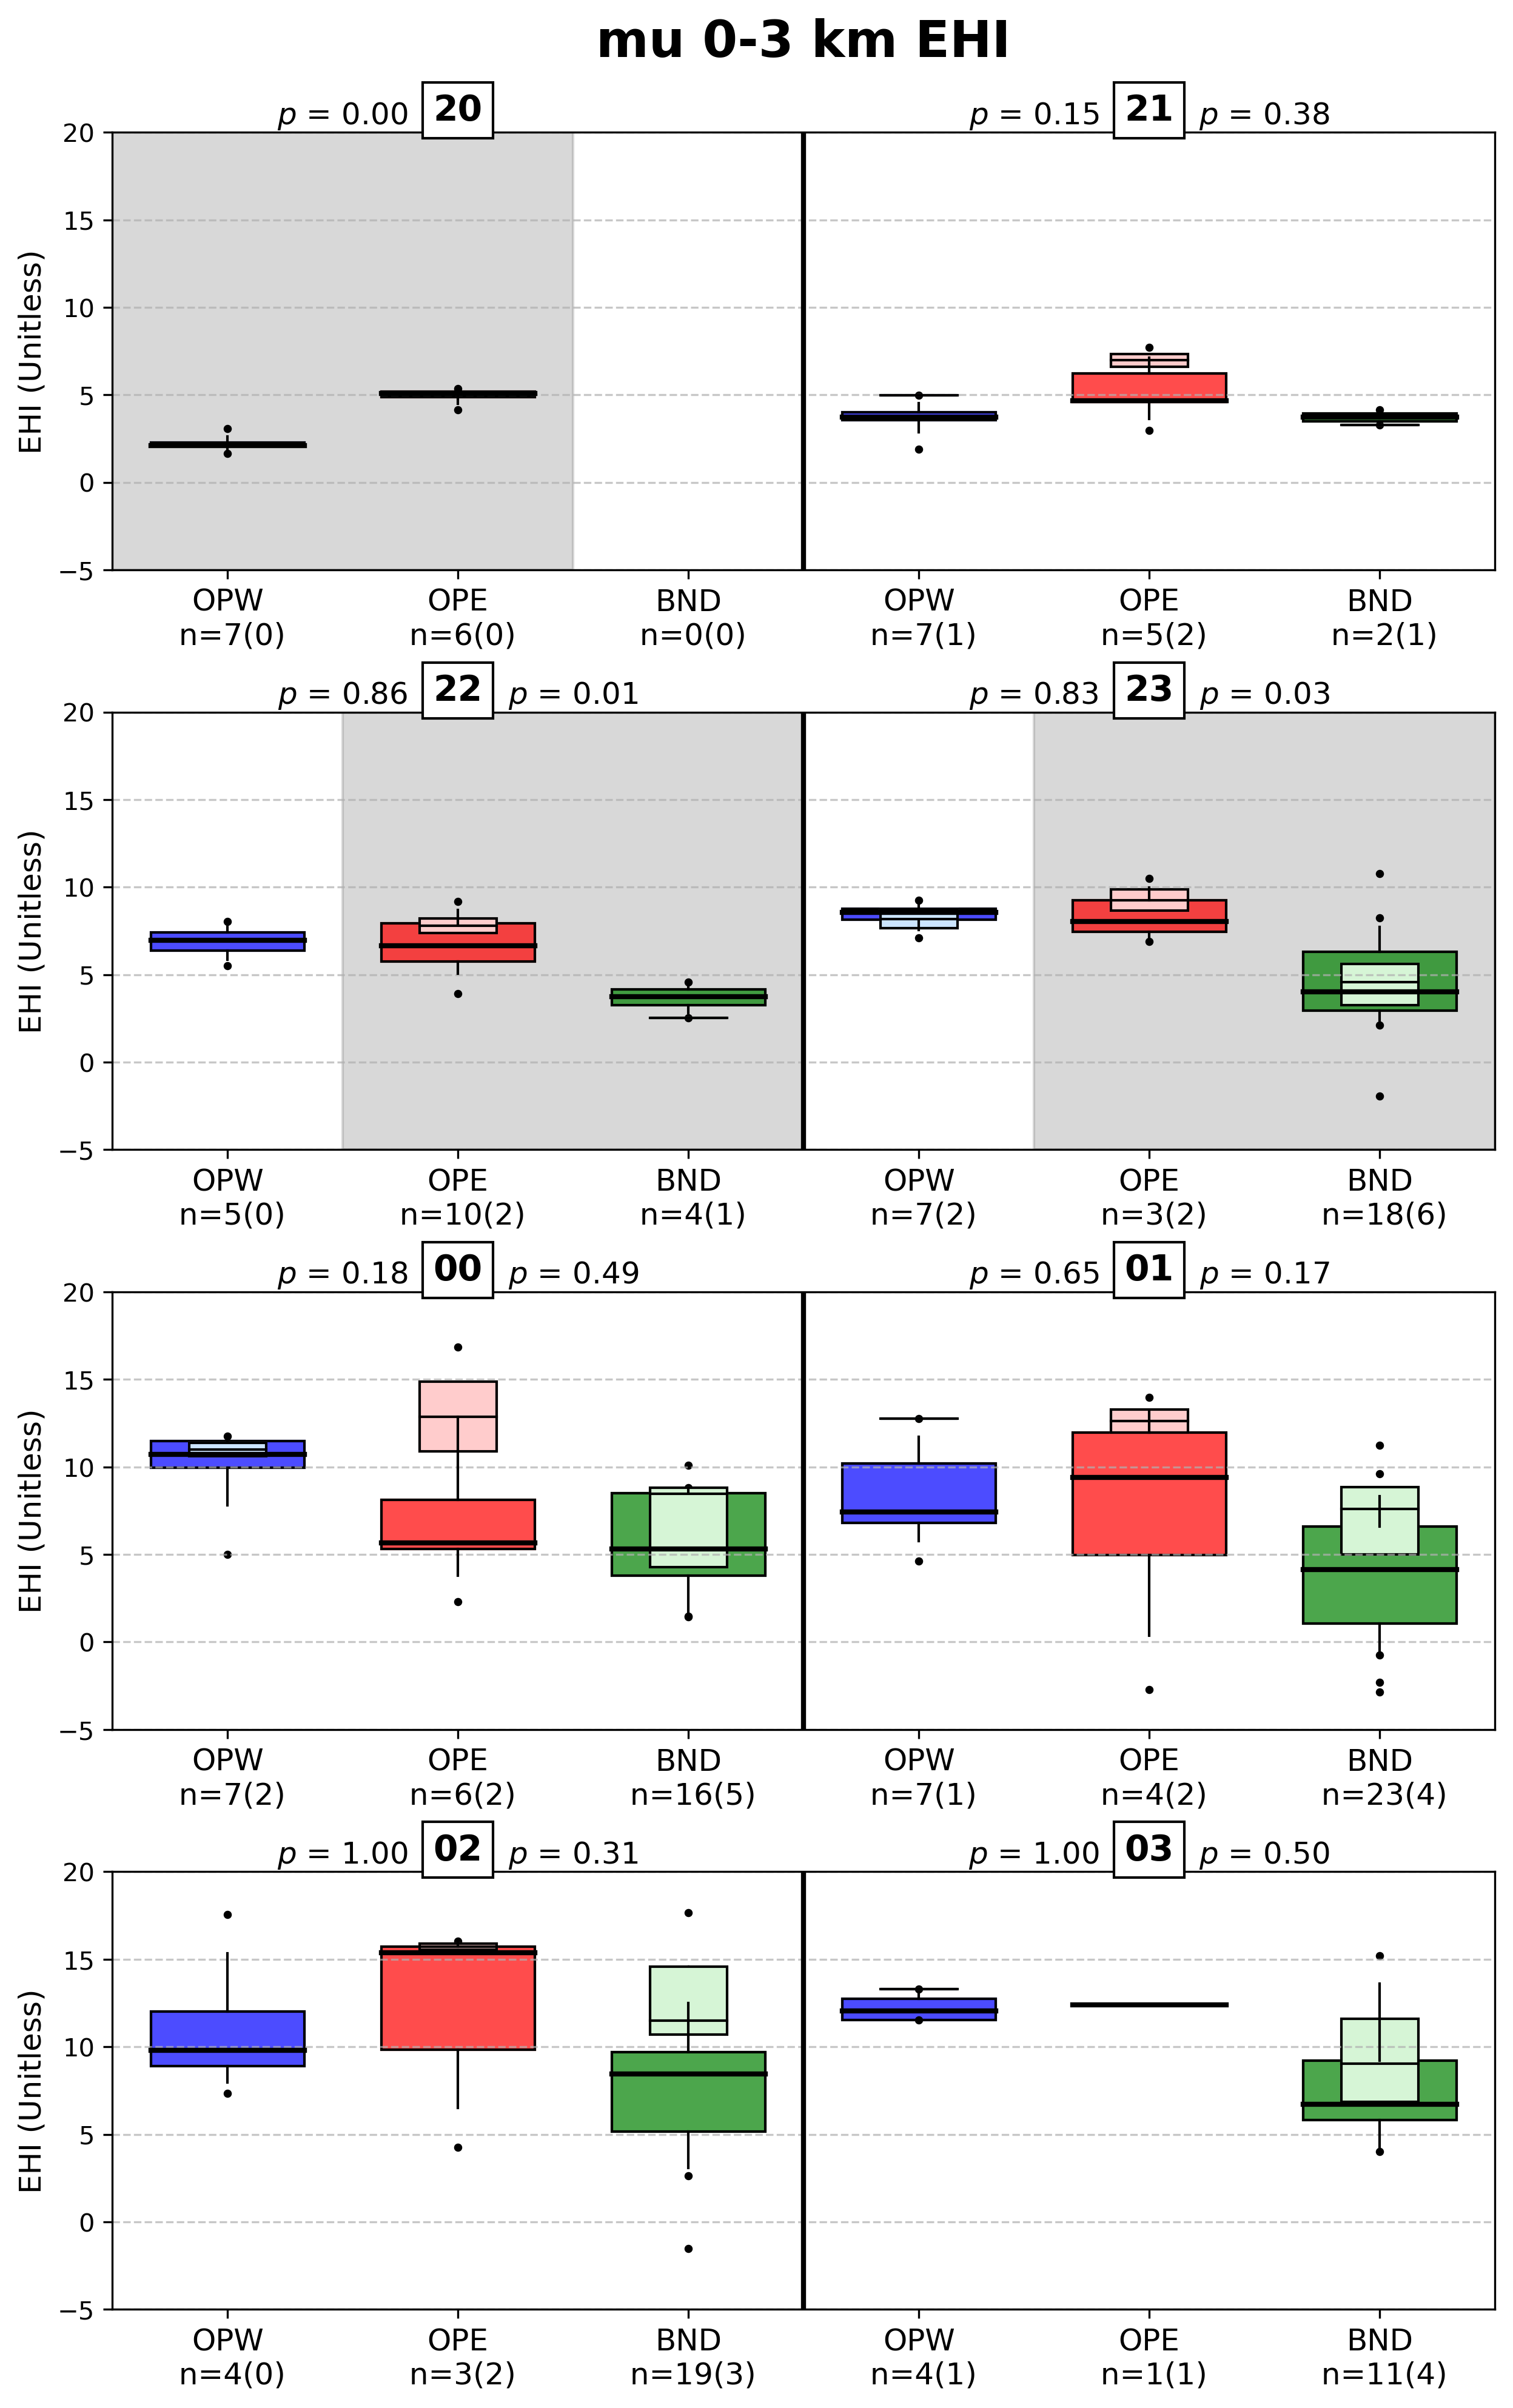 mu 0-3 km EHI
p = 0.00 20
p = 0.15 21 p = 0.38
EHI (Unitless)
20
15
10
5
0
−5
OPW OPE BND OPW OPE BND
n=7(0) n=6(0) n=0(0) n=7(1) n=5(2) n=2(1)
p = 0.86 22 p = 0.01
p = 0.83 23 p = 0.03
EHI (Unitless)
20
15
10
5
0
−5
OPW OPE BND OPW OPE BND
n=5(0) n=10(2) n=4(1) n=7(2) n=3(2) n=18(6)
p = 0.18 00 p = 0.49
p = 0.65 01 p = 0.17
EHI (Unitless)
20
15
10
5
0
−5
OPW OPE BND OPW OPE BND
n=7(2) n=6(2) n=16(5) n=7(1) n=4(2) n=23(4)
p = 1.00 02 p = 0.31
p = 1.00 03 p = 0.50
EHI (Unitless)
20
15
10
5
0
−5
OPW OPE BND OPW OPE BND
n=4(0) n=3(2) n=19(3) n=4(1) n=1(1) n=11(4)